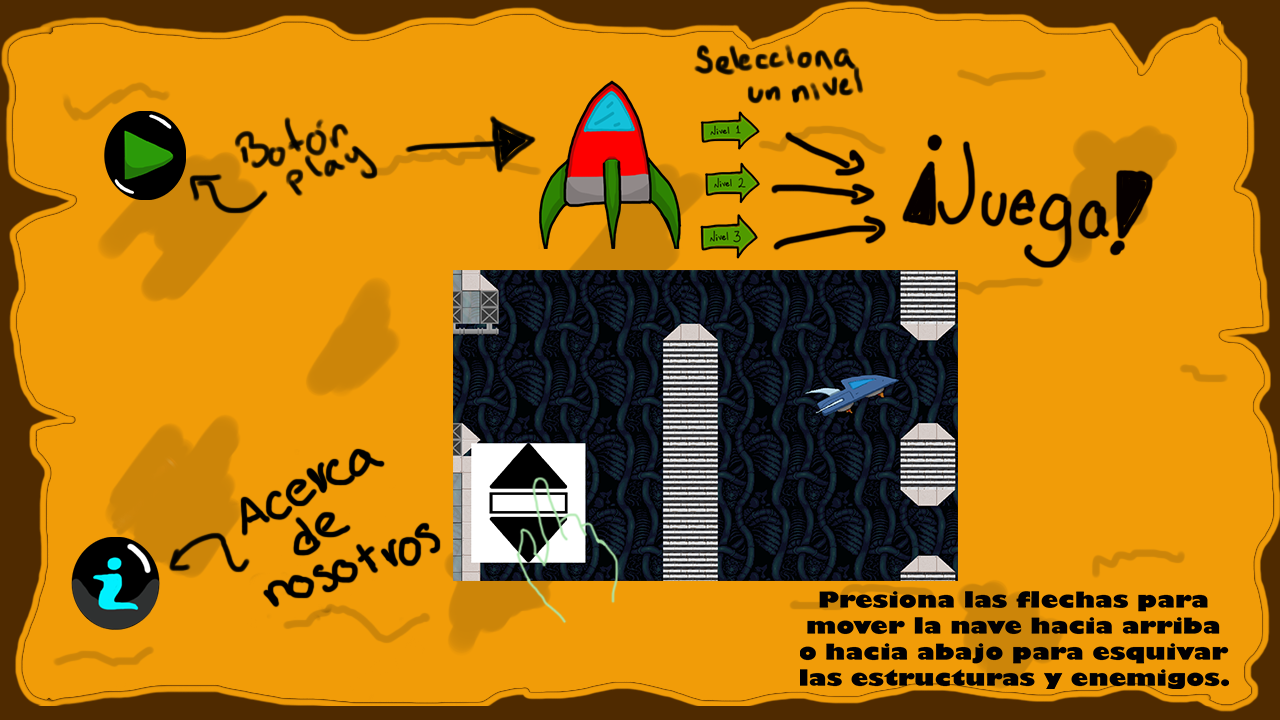 Selecciona
un nivel
Botón
play
Nivel 1
Nivel 2
Nivel 3
¡Juega!
Acerca
de
nosotros
Presiona las flechas para
mover la nave hacia arriba
o hacia abajo para esquivar
las estructuras y enemigos.